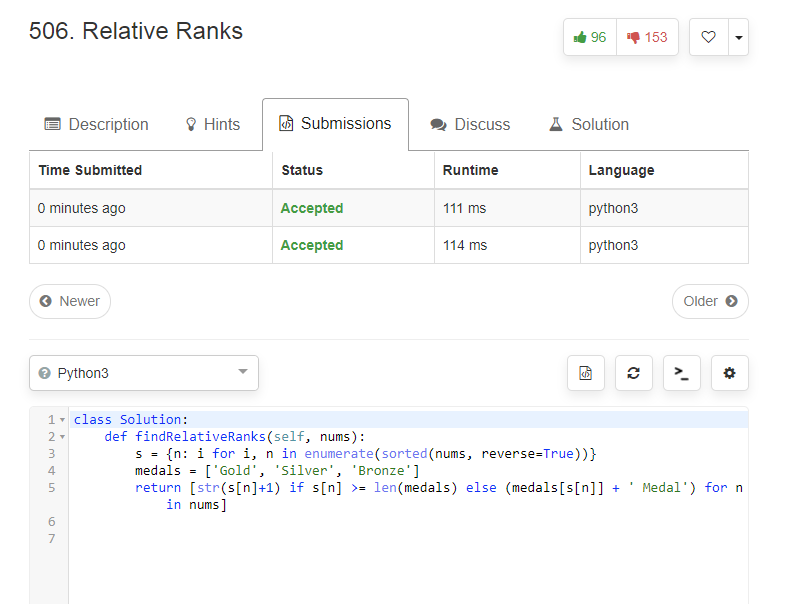 506. Relative Ranks
96 153
Description Hints Submissions Discuss Solution
Time Submitted Status Runtime Language
0 minutes ago Accepted 111 ms python3
0 minutes ago Accepted 114 ms python3
Newer Older
Python3
1 class Solution:
2 def findRelativeRanks(self, nums):
3 s = {n: i for i, n in enumerate(sorted(nums, reverse=True))}
4 medals = ['Gold', 'Silver', 'Bronze']
5 return [str(s[n]+1) if s[n] >= len(medals) else (medals[s[n]] + ' Medal') for n
in nums]
6
7